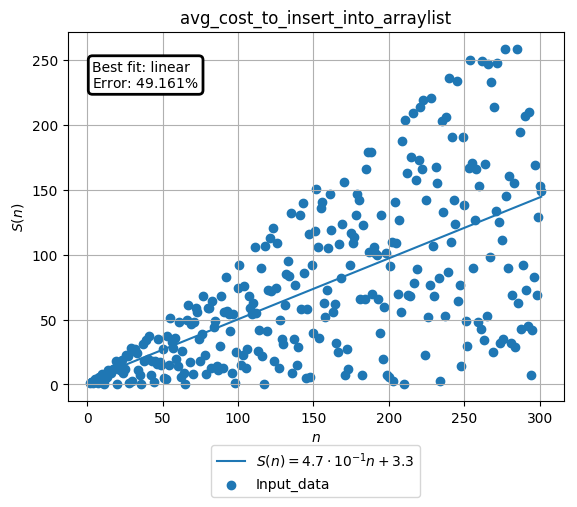 avg_cost_to_insert_into_arraylist
Best fit: linear
Error: 49.161%
S(n)
250
200
150
100
50
0
0 50 100 150 200 250 300
n
S(n) = 4.7 · 10⁻¹n + 3.3
Input_data